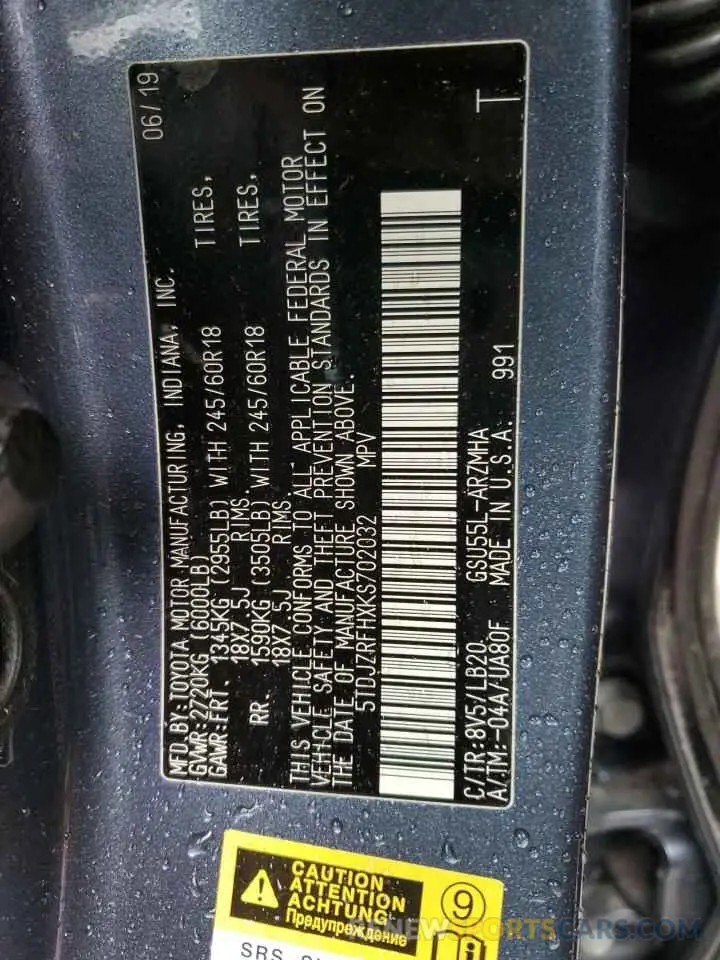 MFD.BY:TOYOTA MOTOR MANUFACTURING, INDIANA, INC. 06/19
GVWR:2720KG (6000LB)
GAWR:FRT. 1345KG (2955LB) WITH 245/60R18 TIRES,
18X7.5J RIMS.
RR. 1590KG (3505LB) WITH 245/60R18 TIRES,
18X7.5J RIMS.
THIS VEHICLE CONFORMS TO ALL APPLICABLE FEDERAL MOTOR
VEHICLE SAFETY AND THEFT PREVENTION STANDARDS IN EFFECT ON
THE DATE OF MANUFACTURE SHOWN ABOVE.
5TDJZRFHXKS702032 MPV
C/TR:8V5/LB20 GSU55L-ARZMHA T
A/TM:-04A/UA80F MADE IN U.S.A. 991
CAUTION
ATTENTION
ACHTUNG
Предупреждение
9
SRS
SPORTSCARS.COM